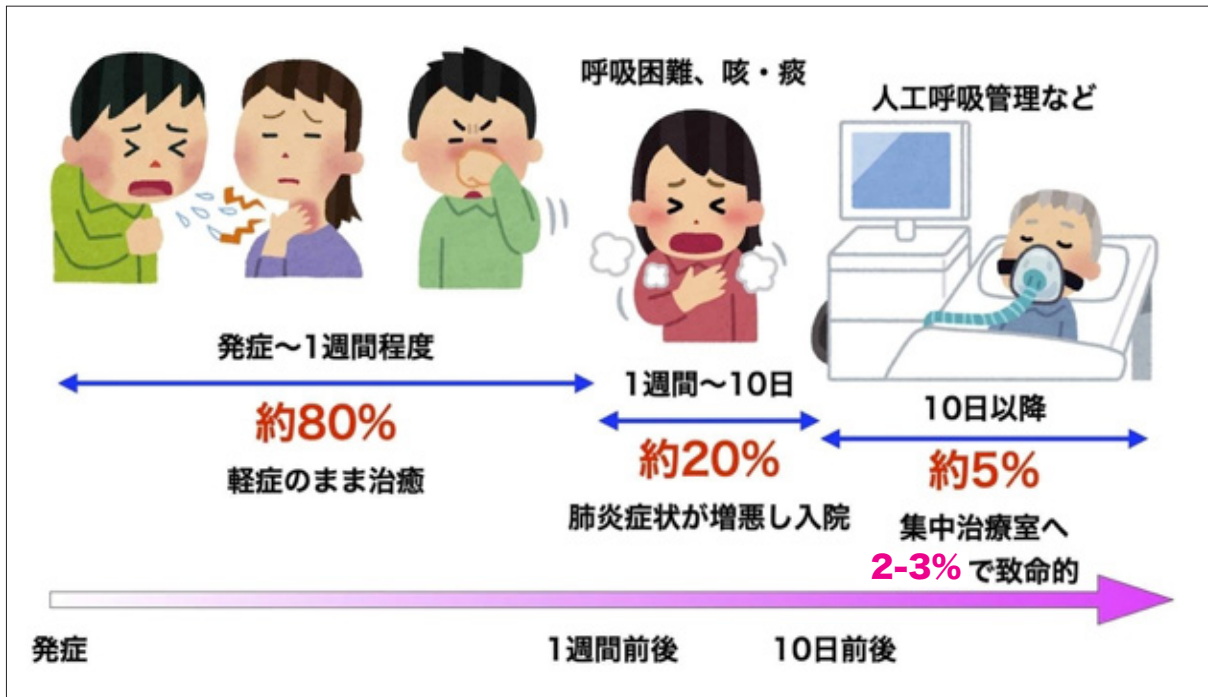 呼吸困難、咳・痰
人工呼吸管理など
発症〜1週間程度
約80%
軽症のまま治癒
1週間〜10日
約20%
肺炎症状が増悪し入院
10日以降
約5%
集中治療室へ
2-3% で致命的
発症
1週間前後
10日前後